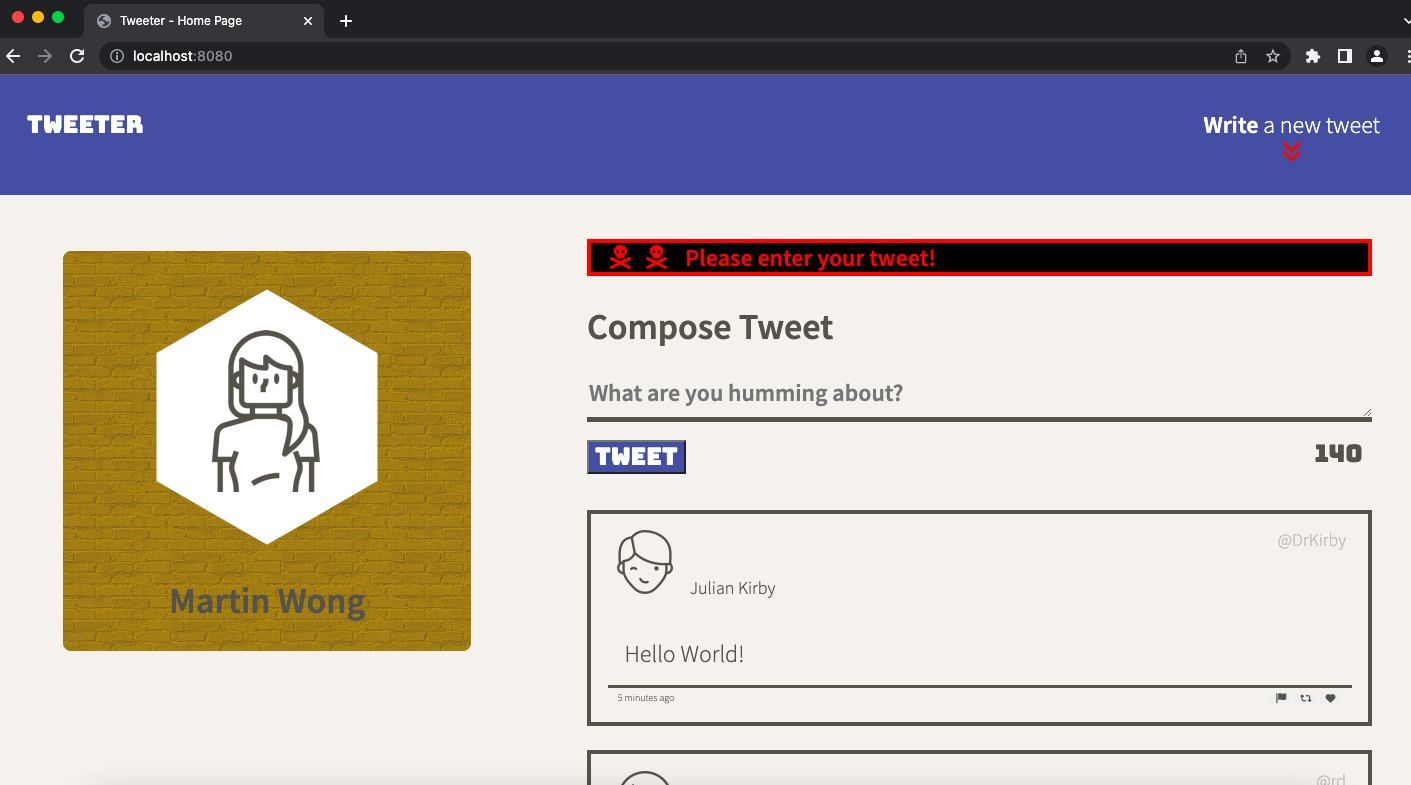 Tweeter - Home Page
localhost:8080
TWEETER
Write a new tweet
Please enter your tweet!
Martin Wong
Compose Tweet
What are you humming about?
TWEET
140
@DrKirby
Julian Kirby
Hello World!
5 minutes ago
@rd